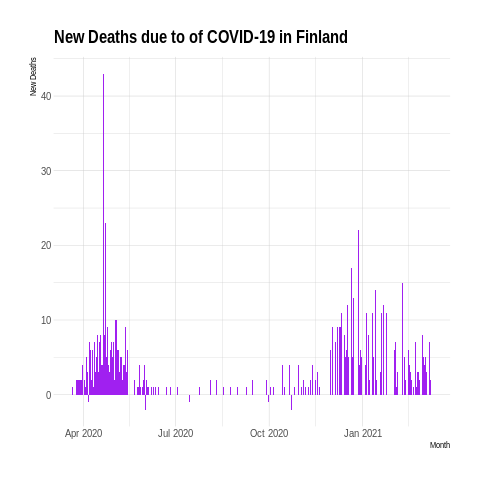 New Deaths due to of COVID-19 in Finland
New Deaths
40
30
20
10
0
Apr 2020 Jul 2020 Oct 2020 Jan 2021
Month